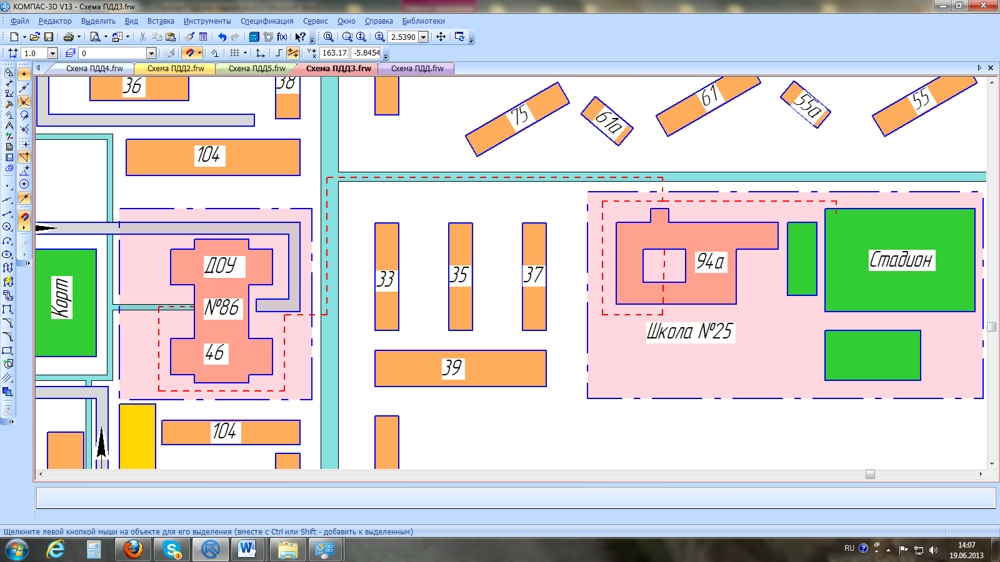 КОМПАС-3D V13 - Схема ПДД3.frw
Файл Редактор Выделить Вид Вставка Инструменты Спецификация Сервис Окно Справка Библиотеки
f(x) 2.5390
1.0 0 163.17 -5.8454
Схема ПДД4.frw Схема ПДД2.frw Схема ПДД5.frw Схема ПДД3.frw Схема ПДД.frw
36 38
75 61а 61 55а 55
104
ДОУ
№86
46
Корт
33 35 37
39
94а
Стадион
Школа №25
104
Щелкните левой кнопкой мыши на объекте для его выделения (вместе с Ctrl или Shift - добавить к выделенным)
RU
14:07
19.06.2013